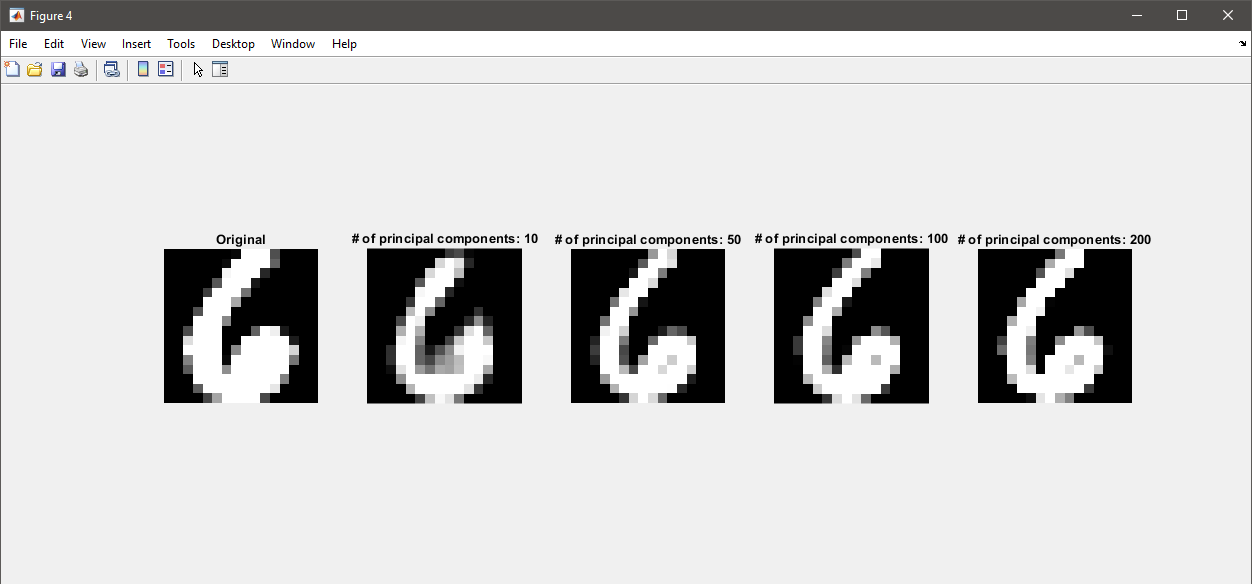 Figure 4
File Edit View Insert Tools Desktop Window Help
Original
# of principal components: 10
# of principal components: 50
# of principal components: 100
# of principal components: 200